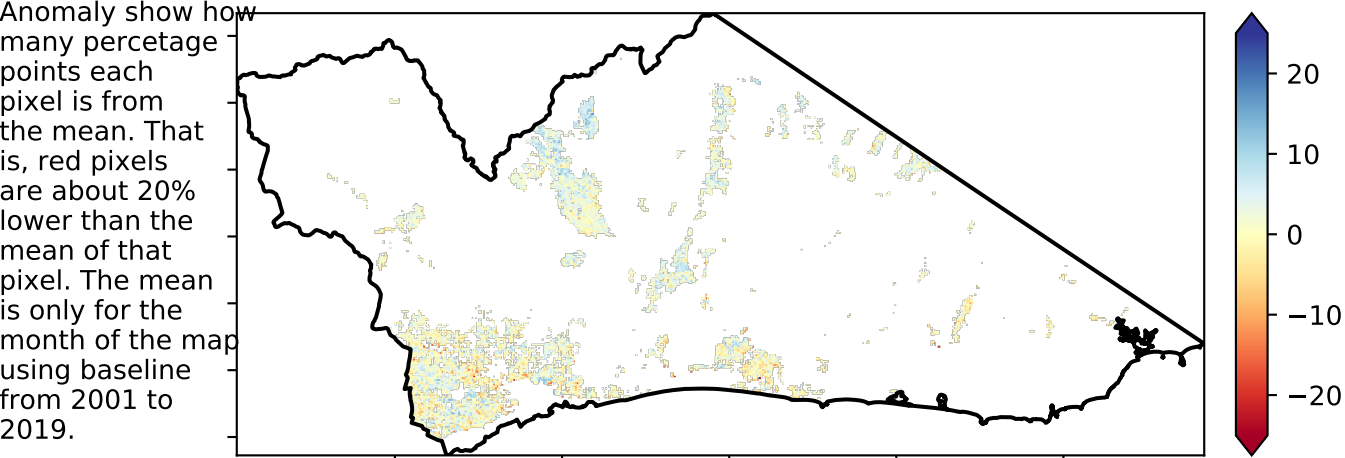 Anomaly show how
many percetage
points each
pixel is from
the mean. That
is, red pixels
are about 20%
lower than the
mean of that
pixel. The mean
is only for the
month of the map
using baseline
from 2001 to
2019.
20
10
0
−10
−20